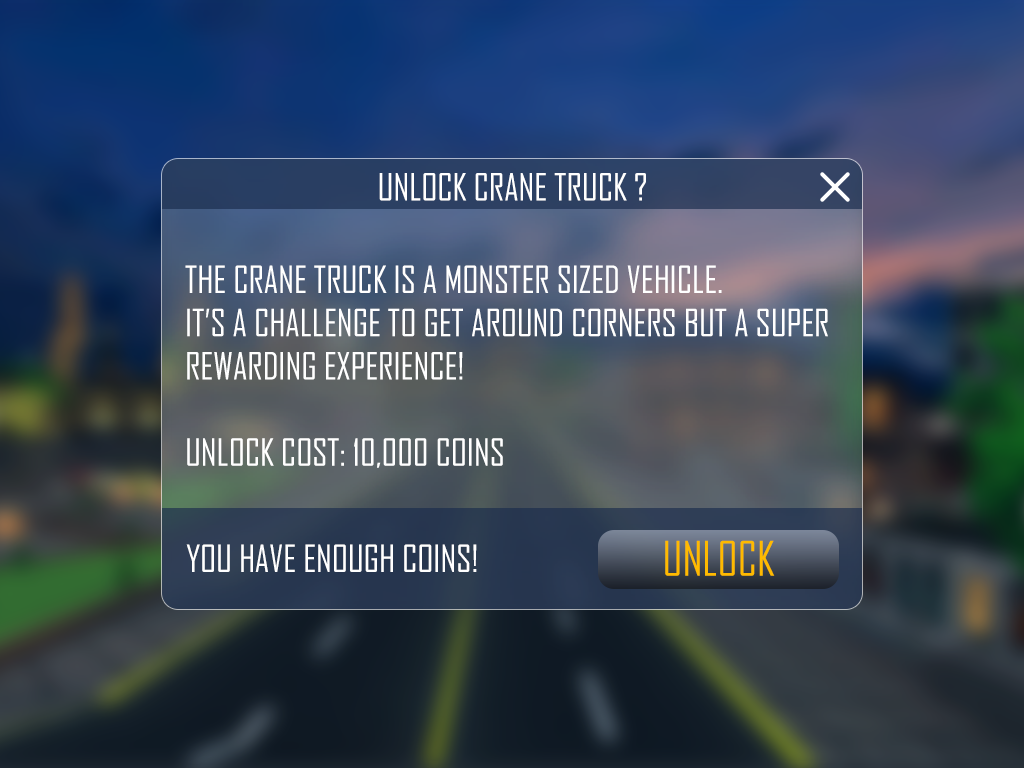 UNLOCK CRANE TRUCK ?
THE CRANE TRUCK IS A MONSTER SIZED VEHICLE.
IT'S A CHALLENGE TO GET AROUND CORNERS BUT A SUPER
REWARDING EXPERIENCE!
UNLOCK COST: 10,000 COINS
YOU HAVE ENOUGH COINS!
UNLOCK